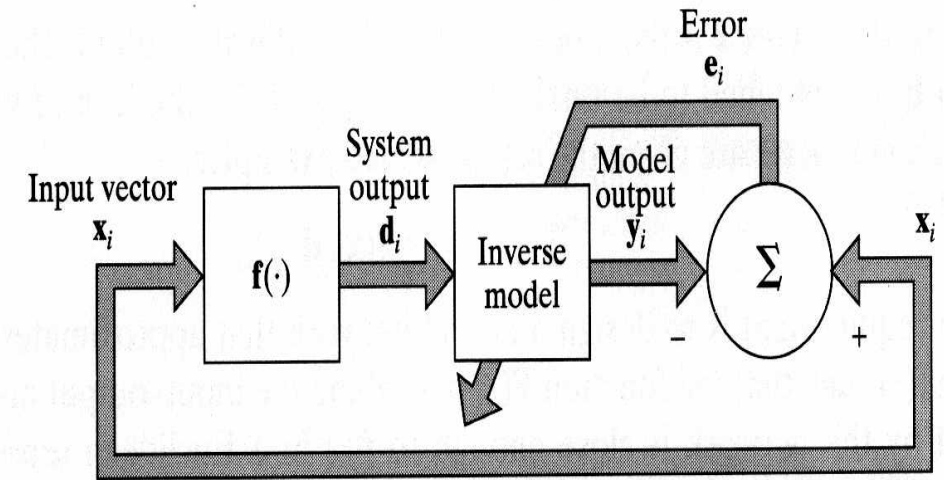 Error
e_i
System
output
d_i
Model
output
y_i
Input vector
x_i
x_i
f(·)
Inverse
model
Σ
−
+